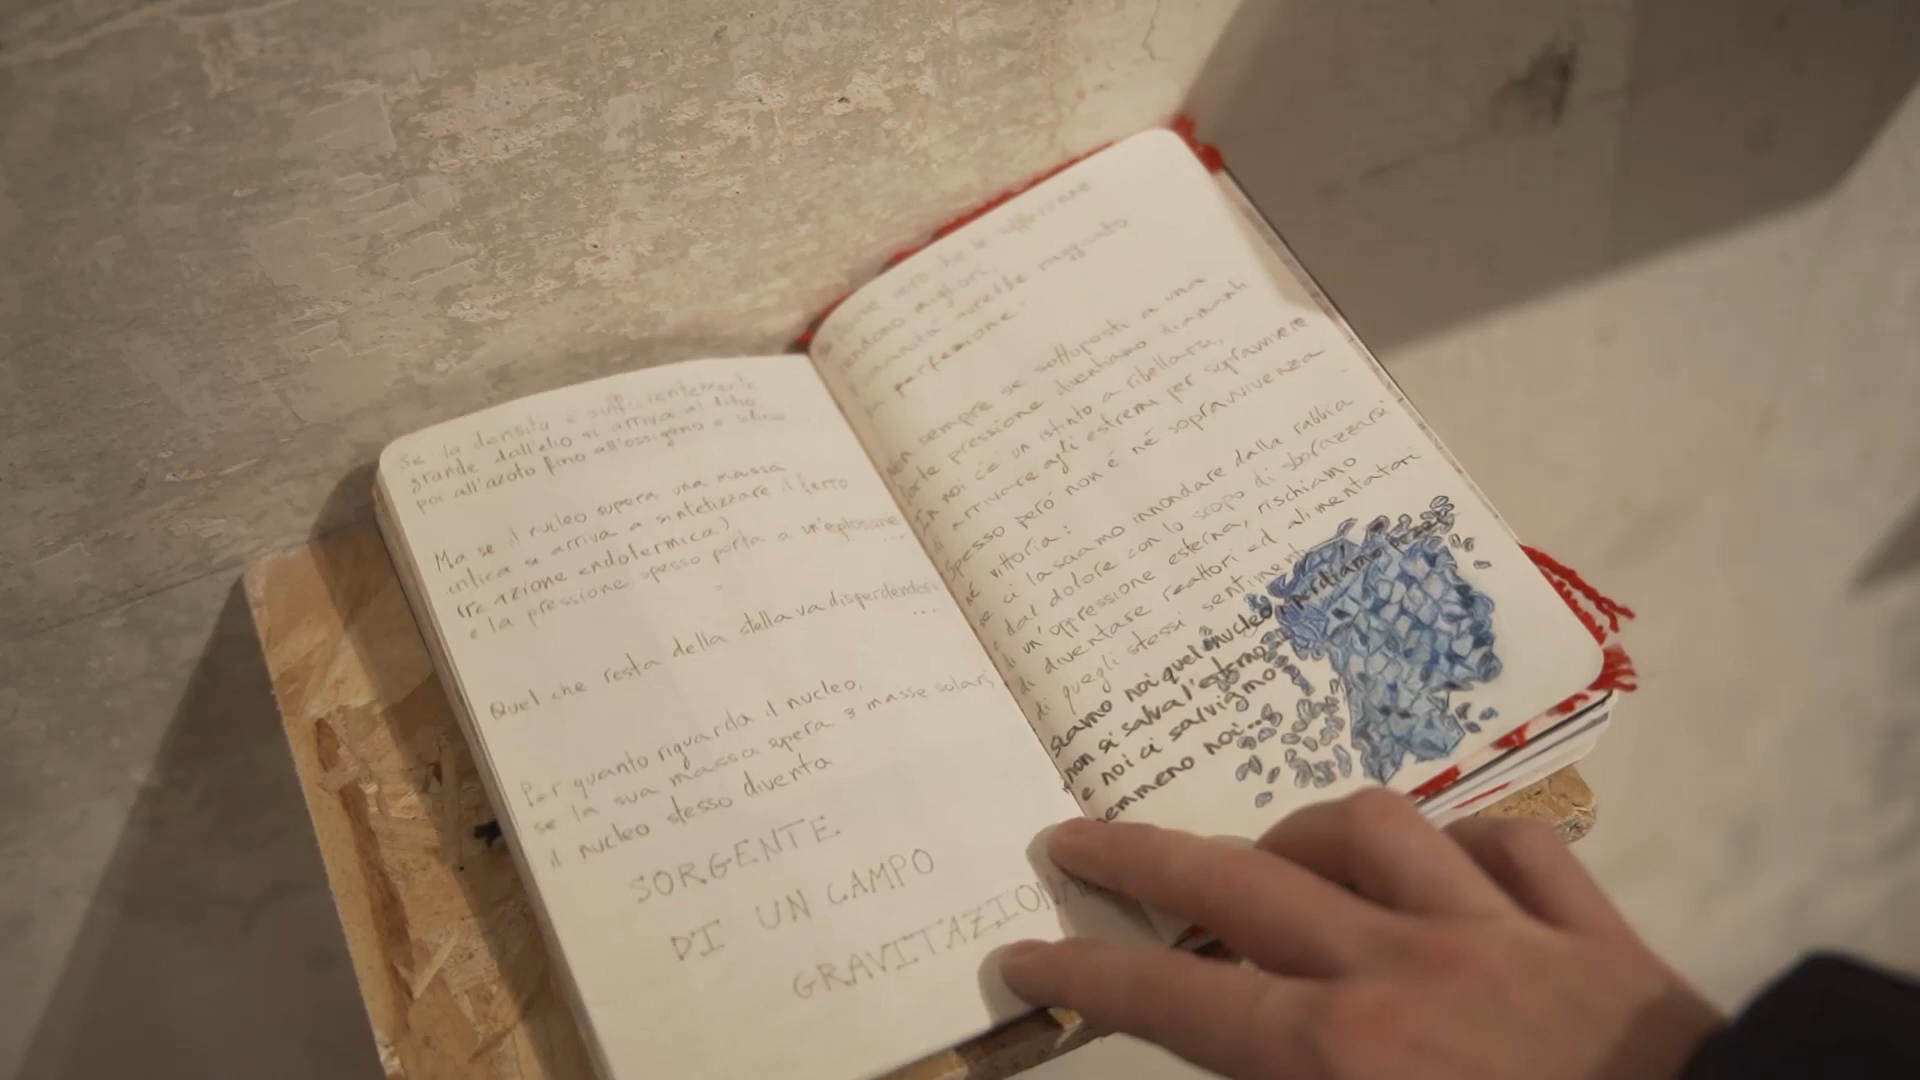 Se la densità è sufficientemente
grande dall'elio si arriva al litio
poi all'azoto fino all'ossigeno e silicio
Ma se il nucleo supera una massa
critica si arriva a sintetizzare il ferro
(reazione endotermica)
e la pressione spesso porta a un'esplosione
...
Quel che resta della stella va disperdendosi
...
Per quanto riguarda il nucleo,
se la sua massa supera 3 masse solari,
il nucleo stesso diventa
SORGENTE
DI UN CAMPO
GRAVITAZIONA
che le
migliori,
avrebbe raggiunto
la perfezione"
Non sempre se sottoposti a una
forte pressione diventiamo diamanti
In noi c'è un istinto a ribellarsi,
arrivare agli estremi per sopravvivere
Spesso però non è né sopravvivenza
né vittoria:
se ci lasciamo innondare dalla rabbia
e dal dolore con lo scopo di sbarazzarsi
di un'oppressione esterna, rischiamo
di diventare reattori ed alimentatori
di quegli stessi sentimenti
siamo noi quel nucleo, perdiamo pezzi
non si salva l'esterno
e noi ci salviamo
nemmeno noi...